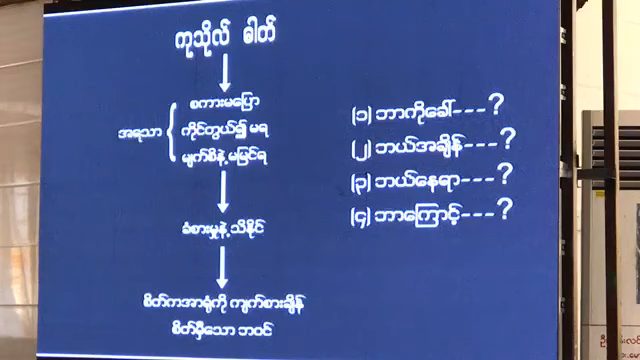 ကုသိုလ် ဓါတ်
စကားမပြော
အရသာ { ကိုင်တွယ်၍ မရ
မျက်စိနဲ့ မမြင်ရ
ခံစားမှုနဲ့ သိနိုင်
စိတ်ကအာရုံကို ကျက်စားချိန်
စိတ်ရှိသော ဘဝင်
(၁) ဘာကိုခေါ်---?
(၂) ဘယ်အချိန်---?
(၃) ဘယ်နေရာ---?
(၄) ဘာကြောင့်---?